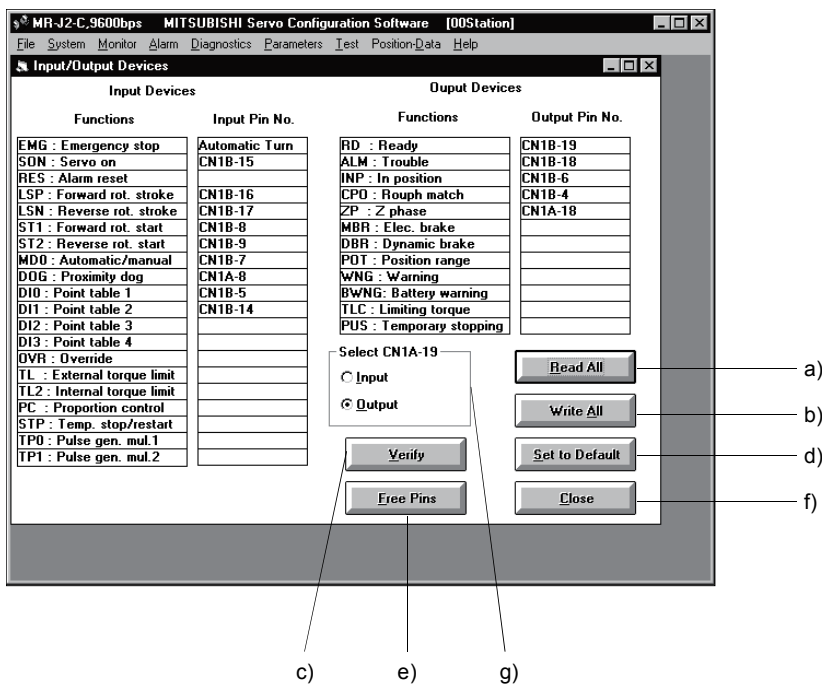 MR-J2-C,9600bps MITSUBISHI Servo Configuration Software [00Station]
File System Monitor Alarm Diagnostics Parameters Test Position-Data Help
Input/Output Devices
Input Devices
Functions Input Pin No.
EMG : Emergency stop Automatic Turn
SON : Servo on CN1B-15
RES : Alarm reset
LSP : Forward rot. stroke CN1B-16
LSN : Reverse rot. stroke CN1B-17
ST1 : Forward rot. start CN1B-8
ST2 : Reverse rot. start CN1B-9
MD0 : Automatic/manual CN1B-7
DOG : Proximity dog CN1A-8
DI0 : Point table 1 CN1B-5
DI1 : Point table 2 CN1B-14
DI2 : Point table 3
DI3 : Point table 4
OVR : Override
TL : External torque limit
TL2 : Internal torque limit
PC : Proportion control
STP : Temp. stop/restart
TP0 : Pulse gen. mul.1
TP1 : Pulse gen. mul.2
Ouput Devices
Functions Output Pin No.
RD : Ready CN1B-19
ALM : Trouble CN1B-18
INP : In position CN1B-6
CPO : Rouph match CN1B-4
ZP : Z phase CN1A-18
MBR : Elec. brake
DBR : Dynamic brake
POT : Position range
WNG : Warning
BWNG: Battery warning
TLC : Limiting torque
PUS : Temporary stopping
Select CN1A-19
Input
Output
Read All
Write All
Verify
Set to Default
Free Pins
Close
a)
b)
d)
f)
c)
e)
g)